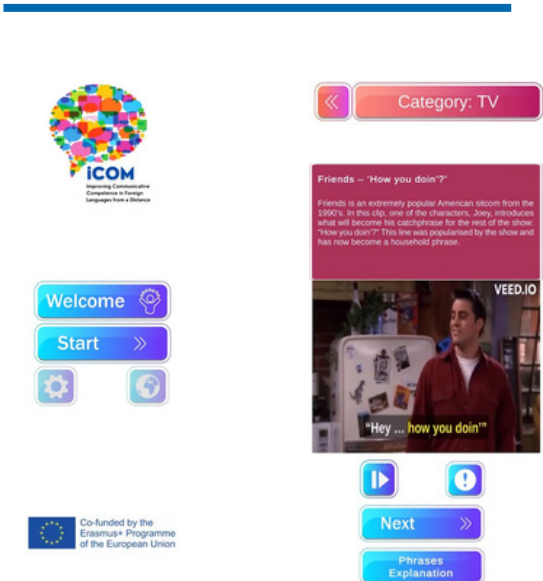 iCOM
Improving Communicative
Competence in Foreign
Languages from a Distance
Welcome
Start
Co-funded by the
Erasmus+ Programme
of the European Union
Category: TV
Friends – 'How you doin'?'
Friends is an extremely popular American sitcom from the
1990's. In this clip, one of the characters, Joey, introduces
what will become his catchphrase for the rest of the show:
"How you doin'?" This line was popularised by the show and
has now become a household phrase.
VEED.IO
"Hey ... how you doin'"
Next
Phrases
Explanation